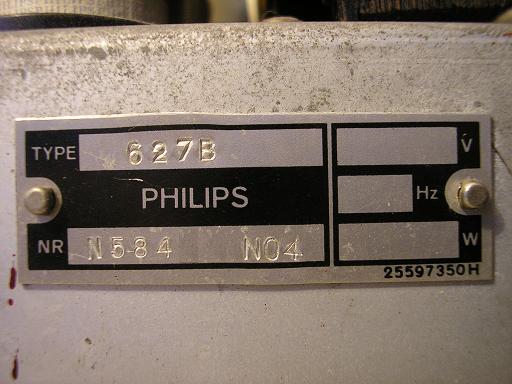 TYPE 627B
V
PHILIPS
Hz
NR N584 N04
W
25597350H